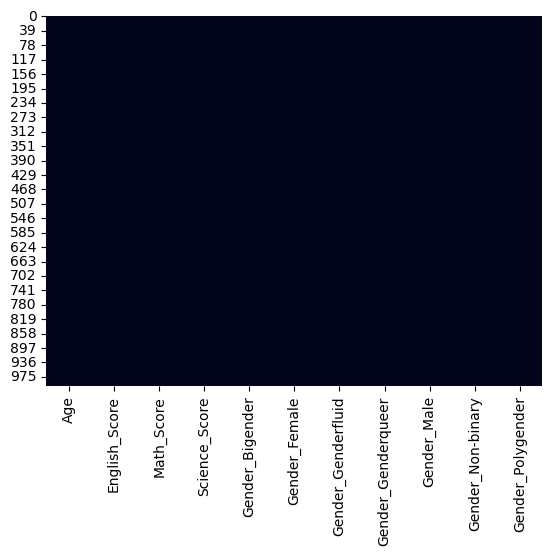 0
39
78
117
156
195
234
273
312
351
390
429
468
507
546
585
624
663
702
741
780
819
858
897
936
975
Age
English_Score
Math_Score
Science_Score
Gender_Bigender
Gender_Female
Gender_Genderfluid
Gender_Genderqueer
Gender_Male
Gender_Non-binary
Gender_Polygender